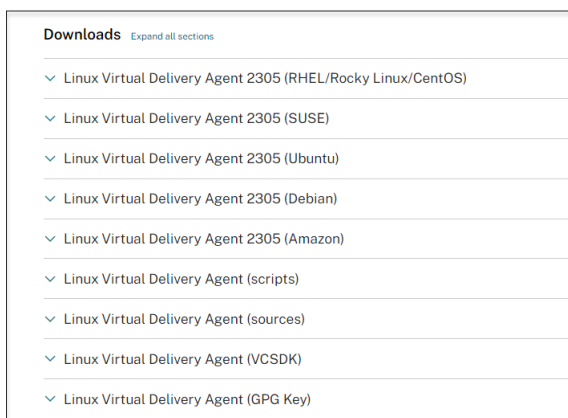 Downloads Expand all sections
Linux Virtual Delivery Agent 2305 (RHEL/Rocky Linux/CentOS)
Linux Virtual Delivery Agent 2305 (SUSE)
Linux Virtual Delivery Agent 2305 (Ubuntu)
Linux Virtual Delivery Agent 2305 (Debian)
Linux Virtual Delivery Agent 2305 (Amazon)
Linux Virtual Delivery Agent (scripts)
Linux Virtual Delivery Agent (sources)
Linux Virtual Delivery Agent (VCSDK)
Linux Virtual Delivery Agent (GPG Key)